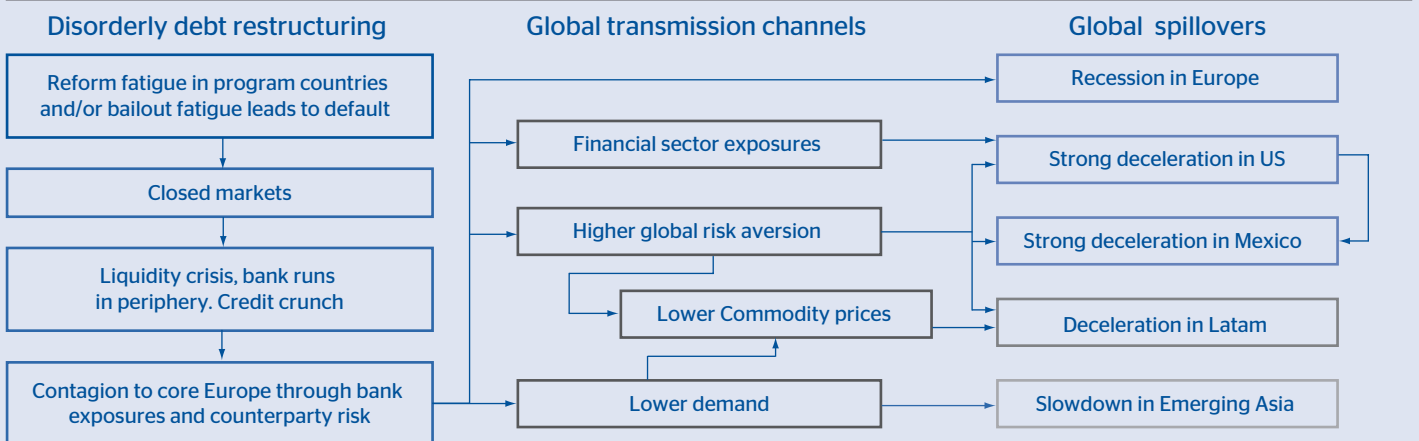 Disorderly debt restructuring
Reform fatigue in program countries
and/or bailout fatigue leads to default
Closed markets
Liquidity crisis, bank runs
in periphery. Credit crunch
Contagion to core Europe through bank
exposures and counterparty risk
Global transmission channels
Financial sector exposures
Higher global risk aversion
Lower Commodity prices
Lower demand
Global spillovers
Recession in Europe
Strong deceleration in US
Strong deceleration in Mexico
Deceleration in Latam
Slowdown in Emerging Asia